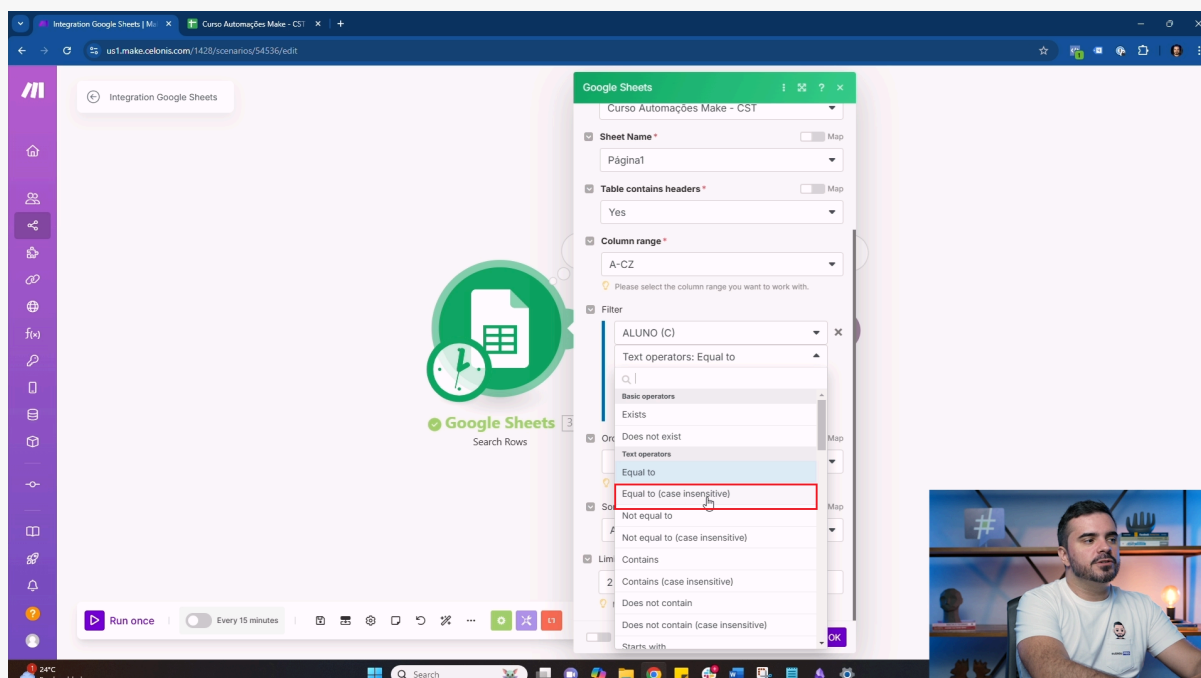 Integration Google Sheets | Ma
Curso Automações Make - CST
us1.make.celonis.com/1428/scenarios/54536/edit
Integration Google Sheets
Google Sheets
Curso Automações Make - CST
Sheet Name *
Map
Página1
Table contains headers *
Map
Yes
Column range *
A-CZ
Please select the column range you want to work with.
Filter
ALUNO (C)
Text operators: Equal to
Basic operators
Exists
Does not exist
Text operators
Equal to
Equal to (case insensitive)
Not equal to
Not equal to (case insensitive)
Contains
Contains (case insensitive)
Does not contain
Does not contain (case insensitive)
Starts with
Map
Map
Lim
2
OK
Google Sheets 3
Search Rows
Run once
Every 15 minutes
24°C
Search